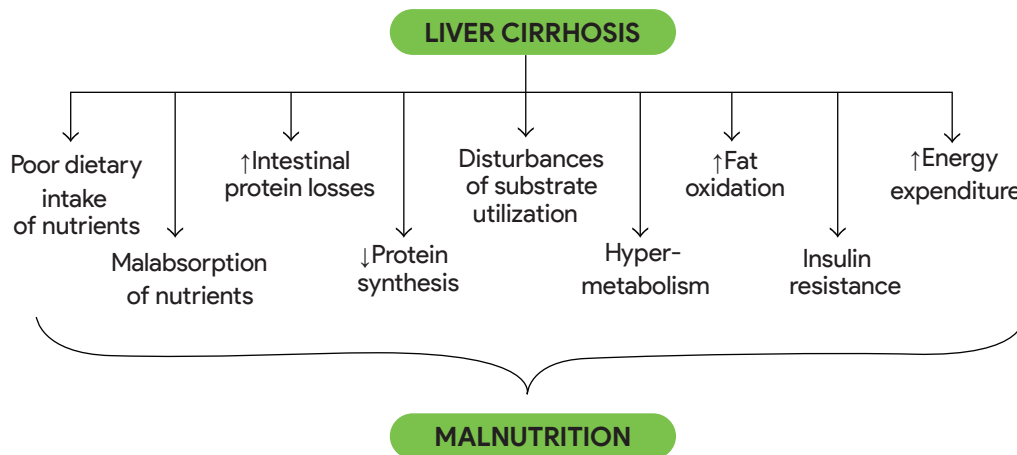 LIVER CIRRHOSIS
Poor dietary
intake
of nutrients
Malabsorption
of nutrients
↑Intestinal
protein losses
↓Protein
synthesis
Disturbances
of substrate
utilization
Hyper-
metabolism
↑Fat
oxidation
Insulin
resistance
↑Energy
expenditure
MALNUTRITION